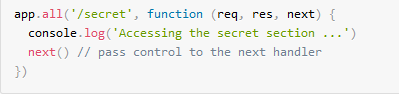 app.all('/secret', function (req, res, next) {
  console.log('Accessing the secret section ...')
  next() // pass control to the next handler
})